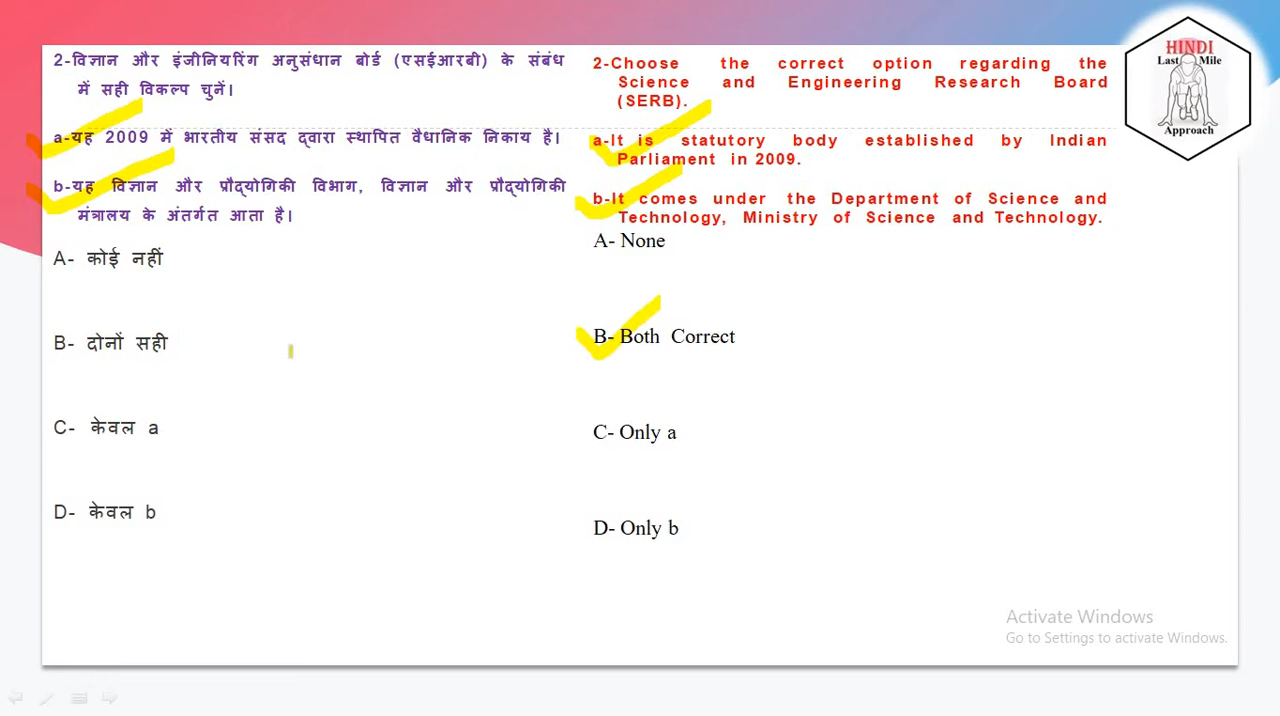 2-विज्ञान और इंजीनियरिंग अनुसंधान बोर्ड (एसईआरबी) के संबंध
में सही विकल्प चुनें।
a-यह 2009 में भारतीय संसद द्वारा स्थापित वैधानिक निकाय है।
b-यह विज्ञान और प्रौद्योगिकी विभाग, विज्ञान और प्रौद्योगिकी
मंत्रालय के अंतर्गत आता है।
A- कोई नहीं
B- दोनों सही
C- केवल a
D- केवल b
2-Choose the correct option regarding the
Science and Engineering Research Board
(SERB).
a-It is statutory body established by Indian
Parliament in 2009.
b-It comes under the Department of Science and
Technology, Ministry of Science and Technology.
A- None
B- Both Correct
C- Only a
D- Only b
HINDI
Last Mile
Approach
Activate Windows
Go to Settings to activate Windows.